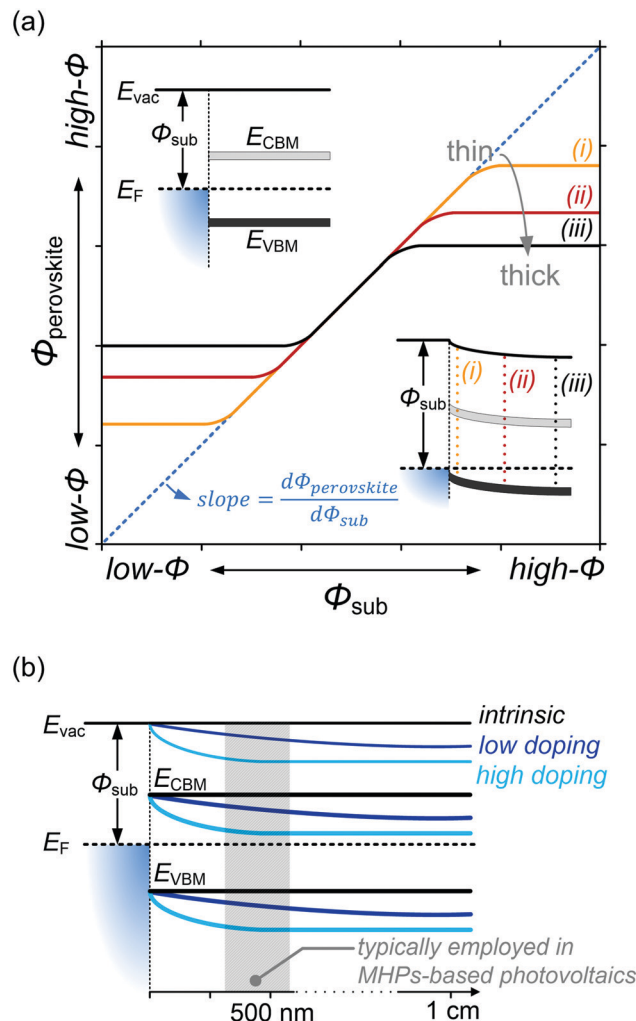 (a)
high-Φ
Φperovskite
low-Φ
Evac
Φsub
ECBM
EF
EVBM
thin
(i)
(ii)
(iii)
thick
Φsub
(i)
(ii)
(iii)
slope = dΦperovskite / dΦsub
low-Φ
high-Φ
Φsub
(b)
Evac
intrinsic
low doping
high doping
Φsub
ECBM
EF
EVBM
typically employed in
MHPs-based photovoltaics
500 nm
1 cm